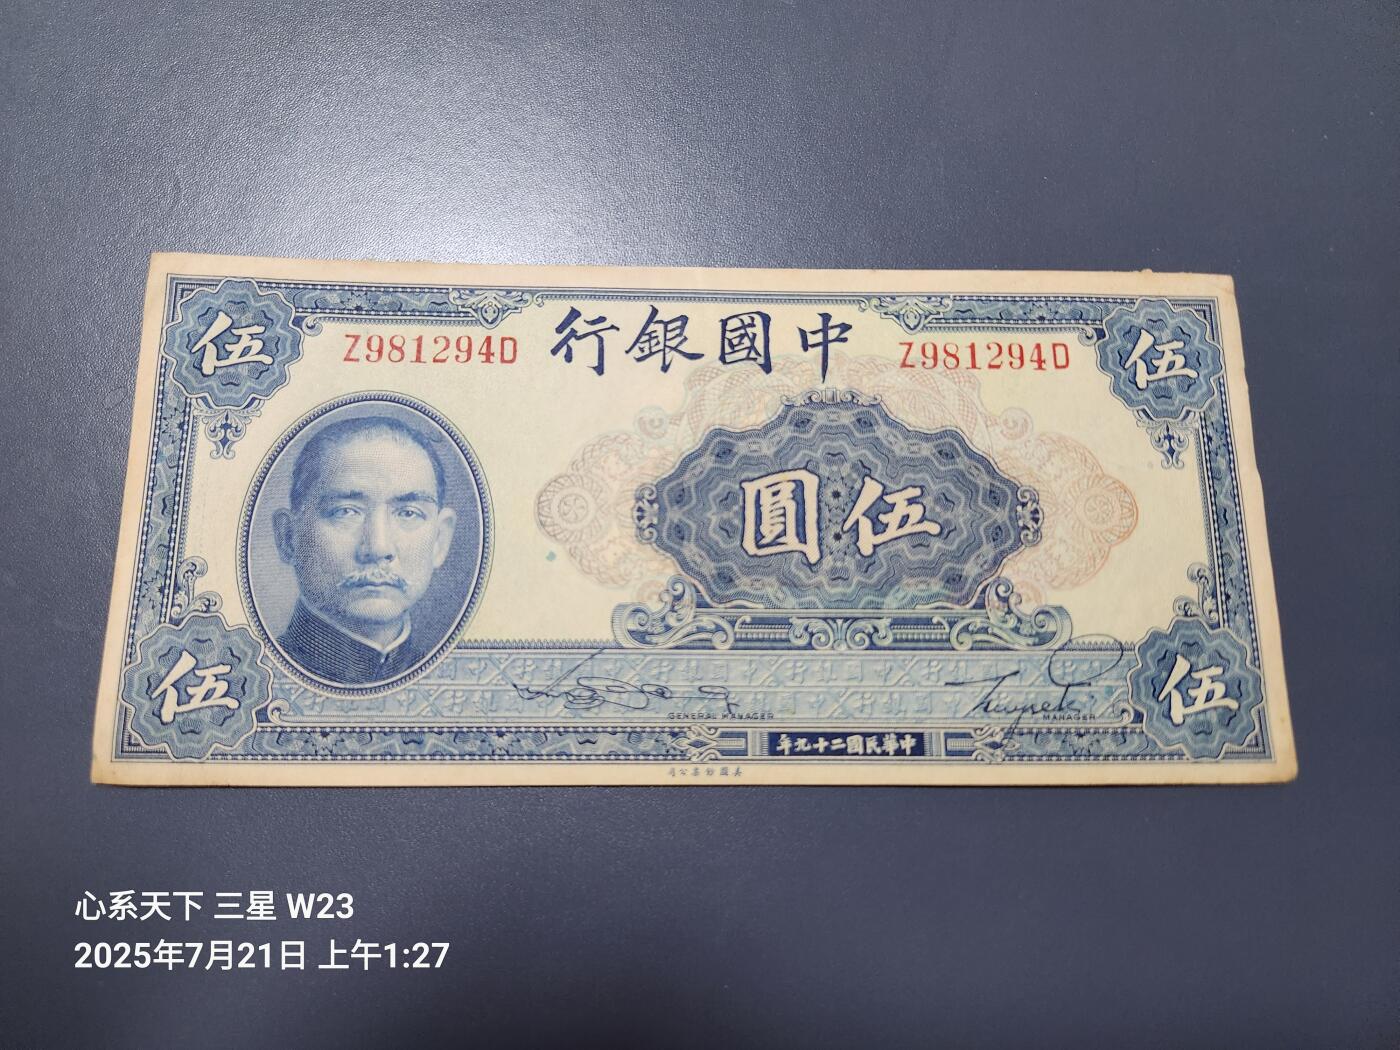 中國銀行
Z981294D
Z981294D
伍
伍
伍圓
伍
伍
GENERAL MANAGER
MANAGER
中華民國二十九年
美國鈔票公司
心系天下 三星 W23
2025年7月21日 上午1:27